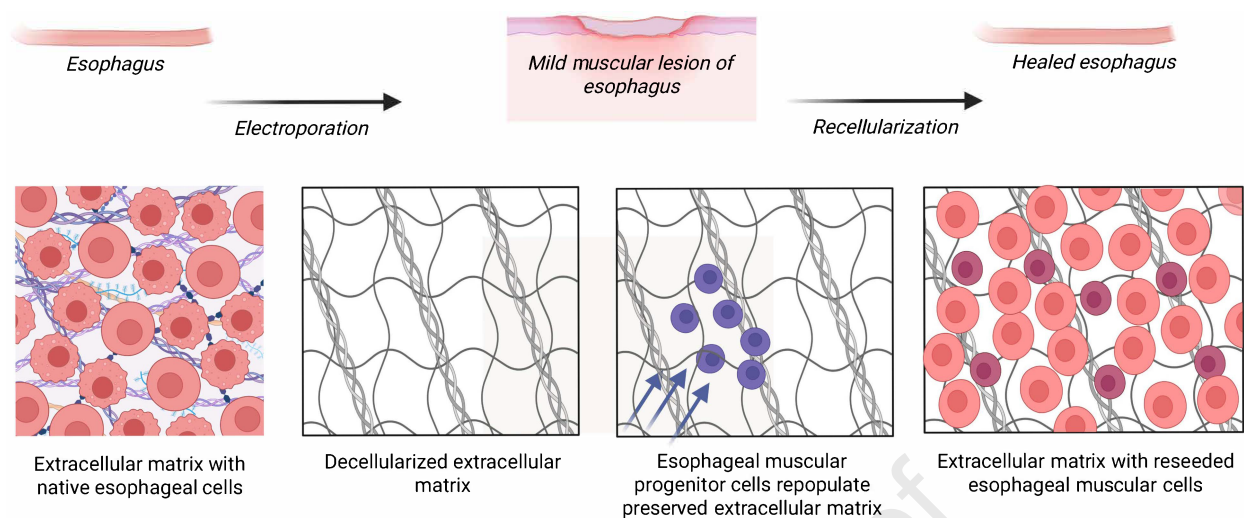 Esophagus
Electroporation
Mild muscular lesion of
esophagus
Recellularization
Healed esophagus
Extracellular matrix with
native esophageal cells
Decellularized extracellular
matrix
Esophageal muscular
progenitor cells repopulate
preserved extracellular matrix
Extracellular matrix with reseeded
esophageal muscular cells